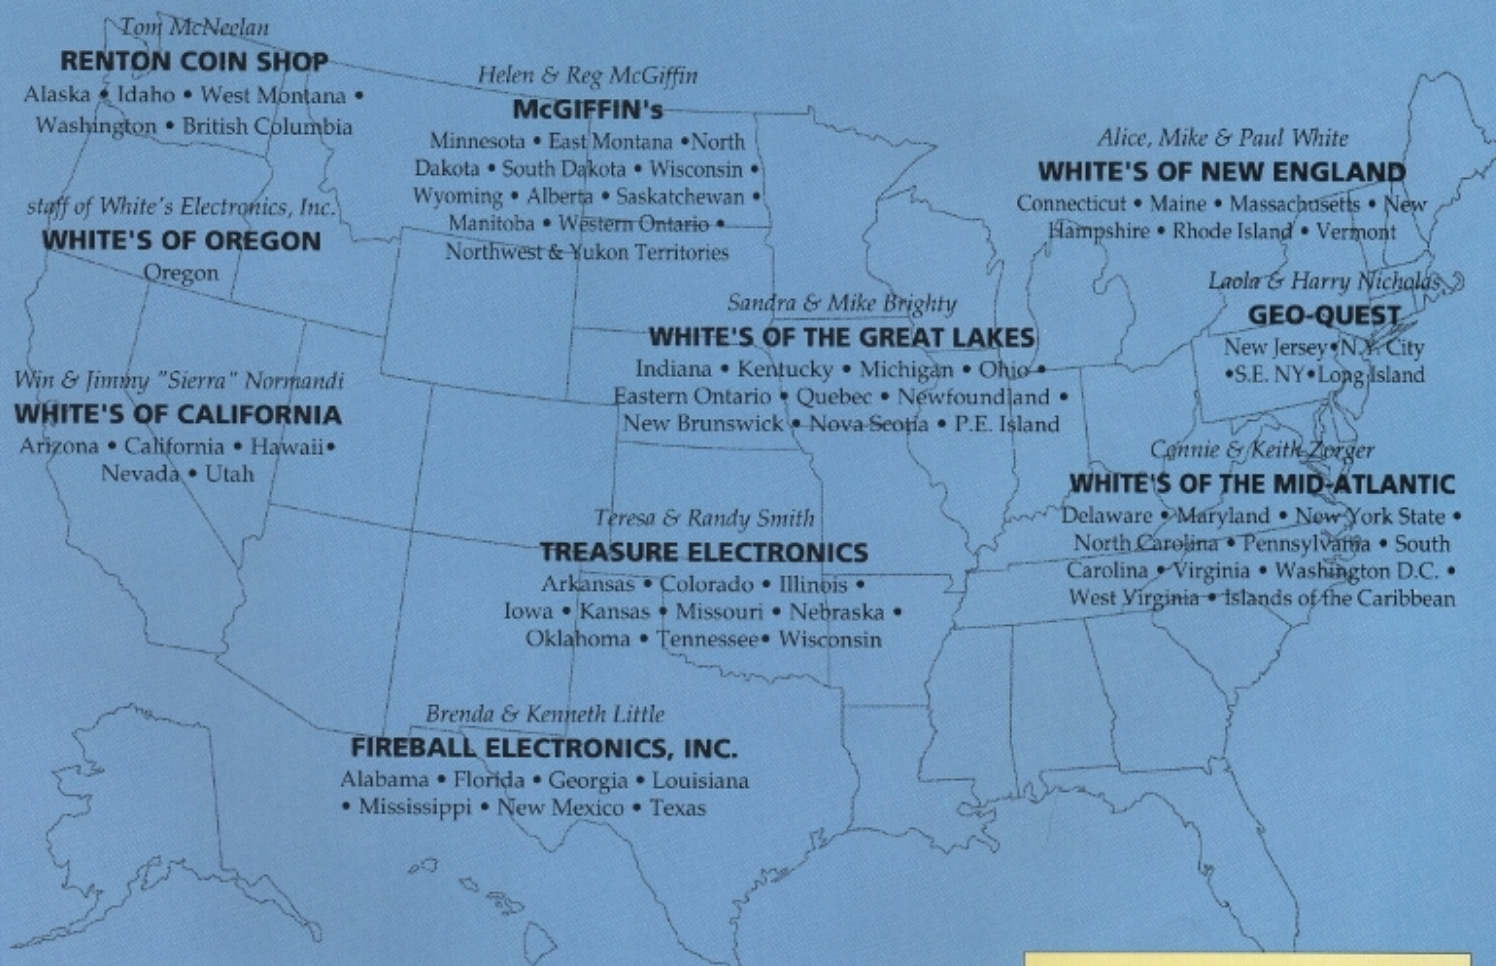 Tom McNeelan
RENTON COIN SHOP
Alaska • Idaho • West Montana •
Washington • British Columbia
Helen & Reg McGiffin
McGIFFIN's
Minnesota • East Montana •North
Dakota • South Dakota • Wisconsin •
Wyoming • Alberta • Saskatchewan •
Manitoba • Western Ontario •
Northwest & Yukon Territories
Alice, Mike & Paul White
WHITE'S OF NEW ENGLAND
Connecticut • Maine • Massachusetts • New
Hampshire • Rhode Island • Vermont
staff of White's Electronics, Inc.
WHITE'S OF OREGON
Oregon
Laola & Harry Nicholas
GEO-QUEST
New Jersey•N.Y. City
•S.E. NY•Long Island
Sandra & Mike Brighty
WHITE'S OF THE GREAT LAKES
Indiana • Kentucky • Michigan • Ohio •
Eastern Ontario • Quebec • Newfoundland •
New Brunswick • Nova Scotia • P.E. Island
Win & Jimmy "Sierra" Normandi
WHITE'S OF CALIFORNIA
Arizona • California • Hawaii•
Nevada • Utah
Connie & Keith Zorger
WHITE'S OF THE MID-ATLANTIC
Delaware • Maryland • New York State •
North Carolina • Pennsylvania • South
Carolina • Virginia • Washington D.C. •
West Virginia • Islands of the Caribbean
Teresa & Randy Smith
TREASURE ELECTRONICS
Arkansas • Colorado • Illinois •
Iowa • Kansas • Missouri • Nebraska •
Oklahoma • Tennessee• Wisconsin
Brenda & Kenneth Little
FIREBALL ELECTRONICS, INC.
Alabama • Florida • Georgia • Louisiana
• Mississippi • New Mexico • Texas